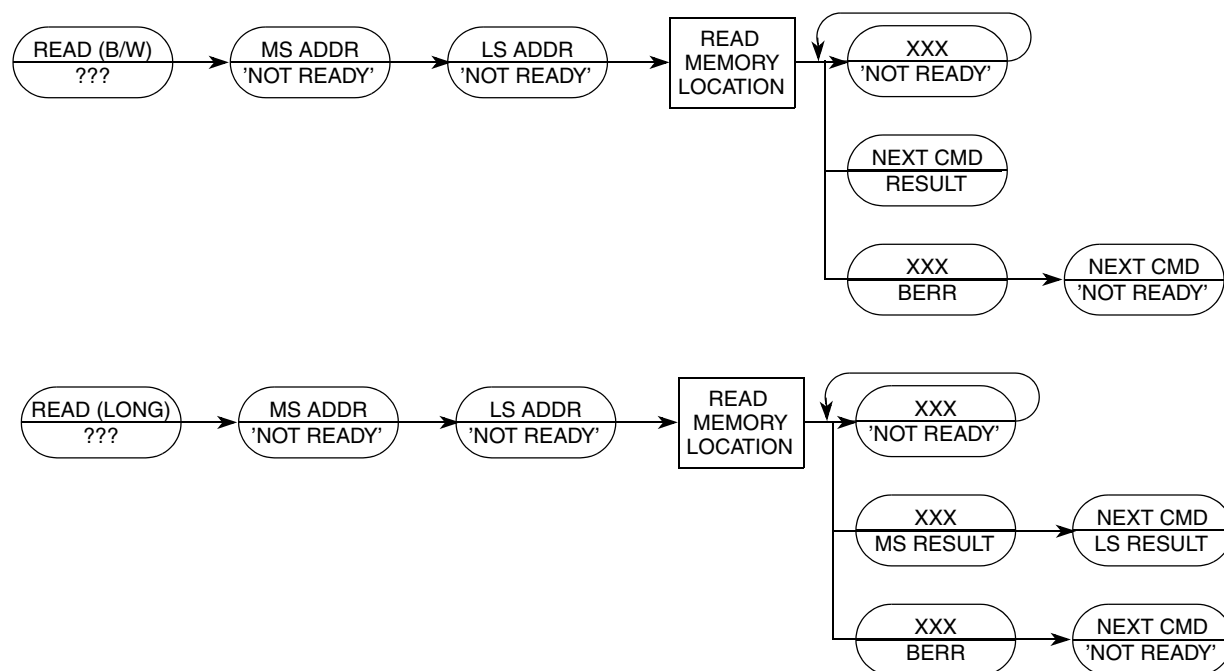 READ (B/W)
???
MS ADDR
'NOT READY'
LS ADDR
'NOT READY'
READ
MEMORY
LOCATION
XXX
'NOT READY'
NEXT CMD
RESULT
XXX
BERR
NEXT CMD
'NOT READY'
READ (LONG)
???
MS ADDR
'NOT READY'
LS ADDR
'NOT READY'
READ
MEMORY
LOCATION
XXX
'NOT READY'
XXX
MS RESULT
NEXT CMD
LS RESULT
XXX
BERR
NEXT CMD
'NOT READY'